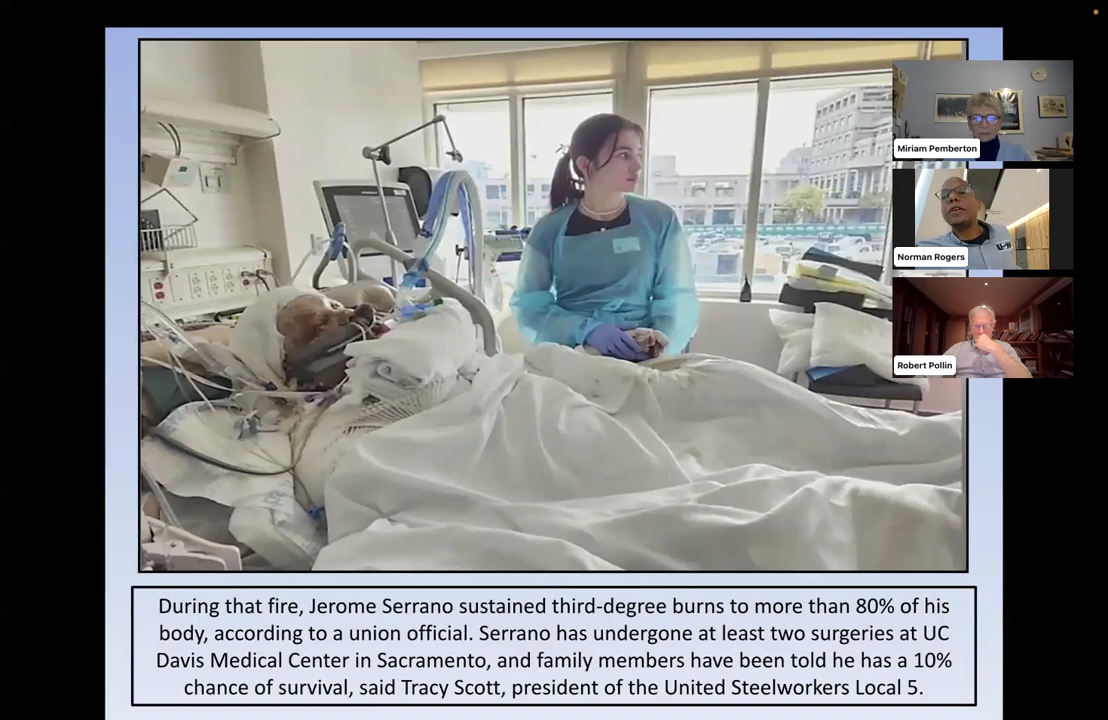 Miriam Pemberton
Norman Rogers
Robert Pollin
During that fire, Jerome Serrano sustained third-degree burns to more than 80% of his
body, according to a union official. Serrano has undergone at least two surgeries at UC
Davis Medical Center in Sacramento, and family members have been told he has a 10%
chance of survival, said Tracy Scott, president of the United Steelworkers Local 5.